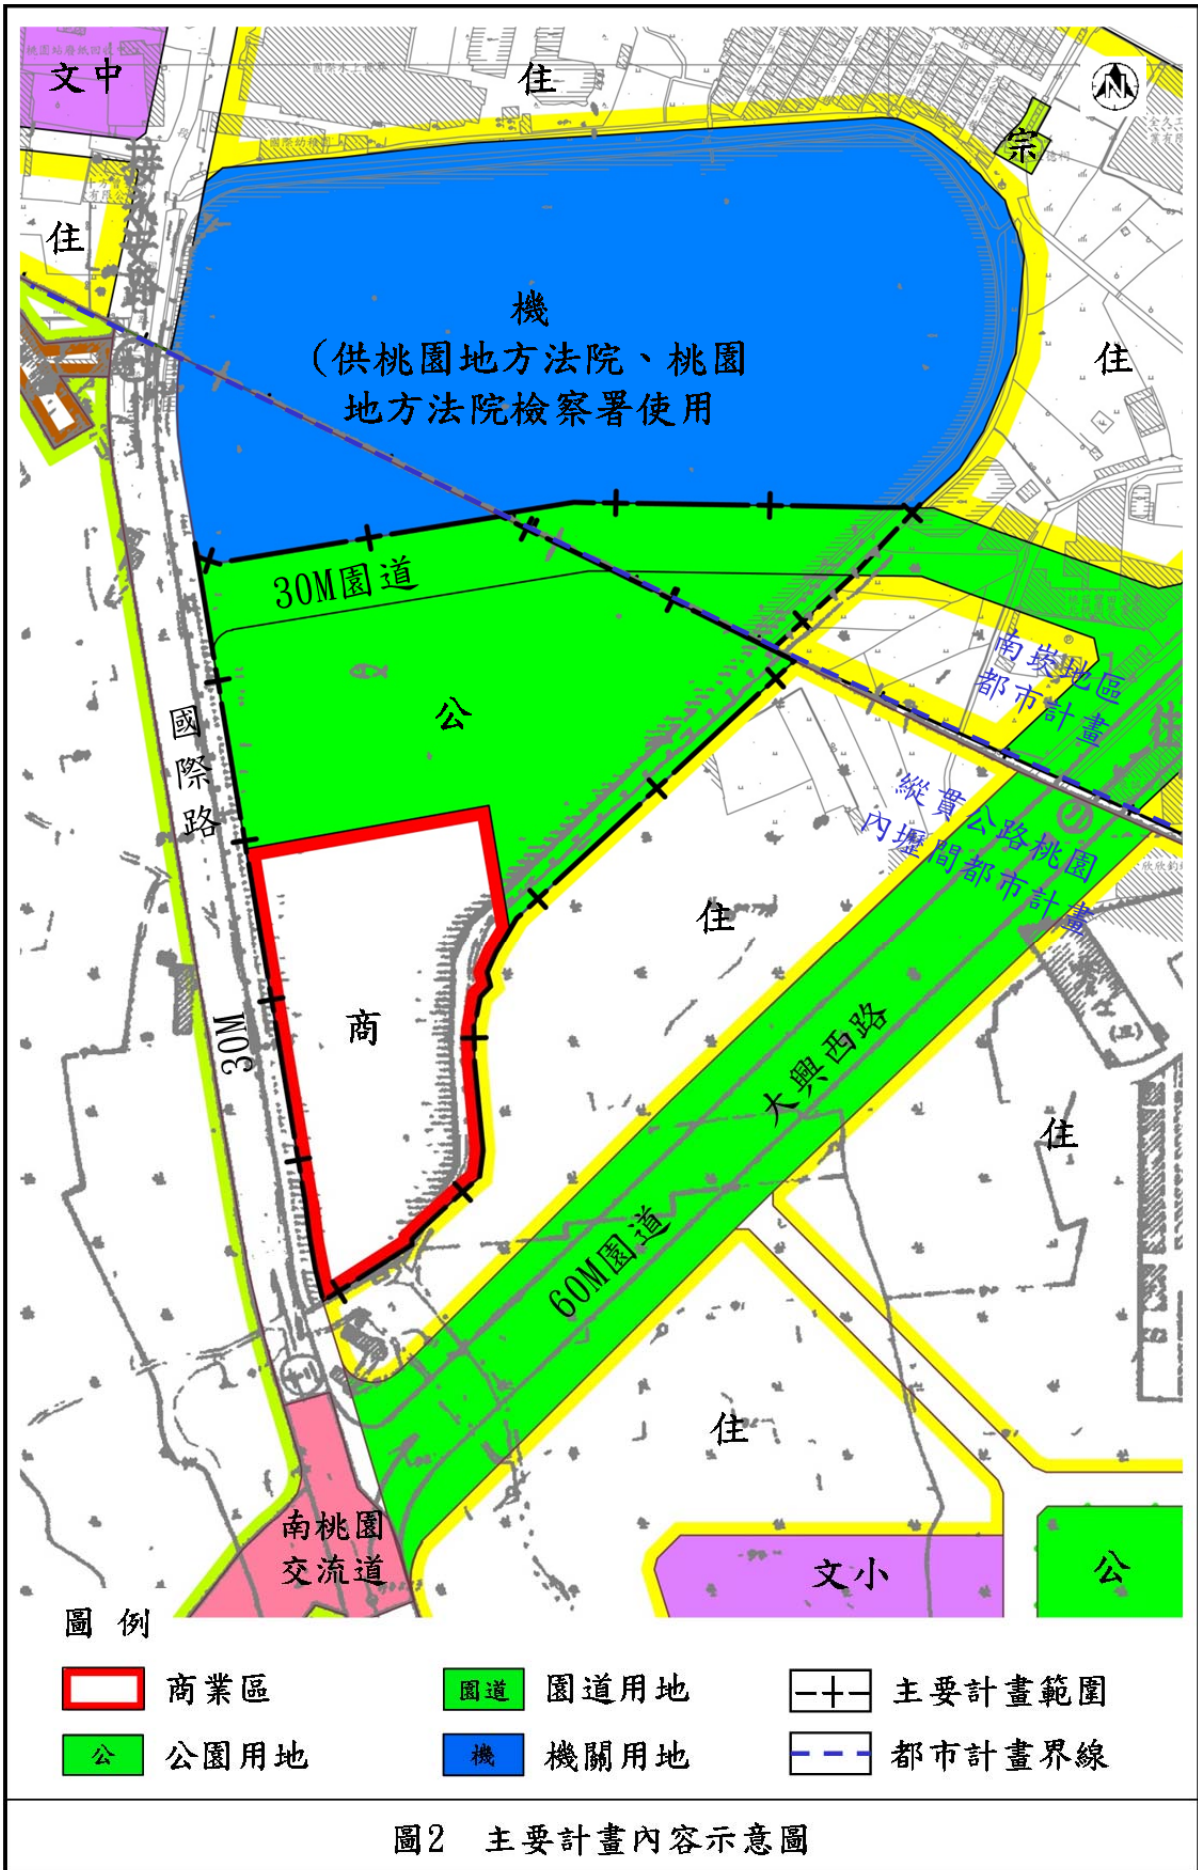 文中
住
N
宗
住
機
(供桃園地方法院、桃園
地方法院檢察署使用
住
30M園道
公
南崁地區
都市計畫
國際路
縱貫公路桃園
內壢間都市計畫
住
商
30M
大興西路
住
60M園道
住
南桃園
交流道
文小
公
圖例
商業區
園道 園道用地
主要計畫範圍
公 公園用地
機 機關用地
都市計畫界線
圖2 主要計畫內容示意圖